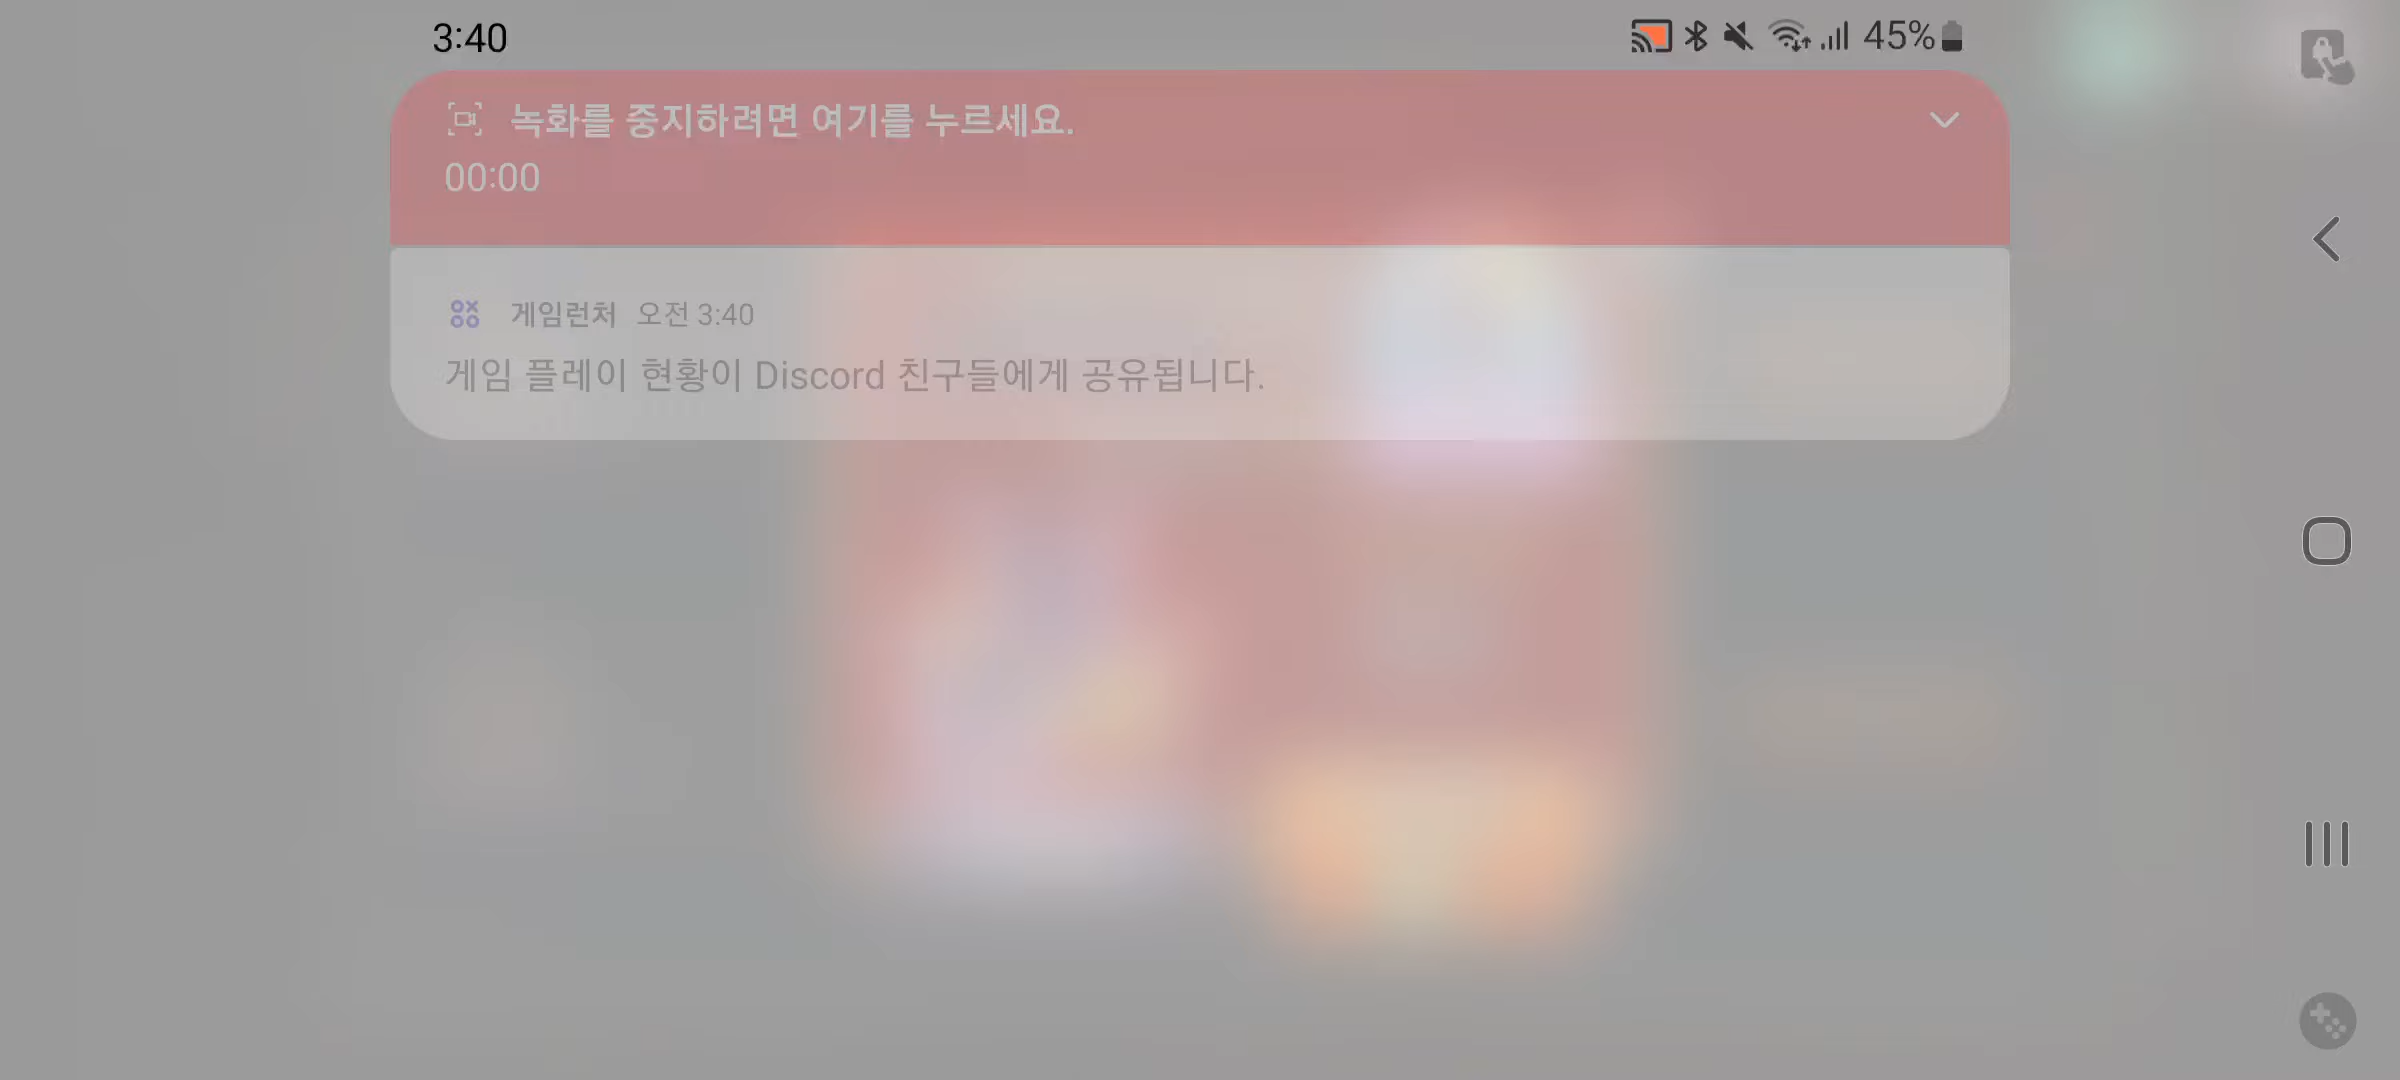 3:40
45%
녹화를 중지하려면 여기를 누르세요.
00:00
게임런처 오전 3:40
게임 플레이 현황이 Discord 친구들에게 공유됩니다.